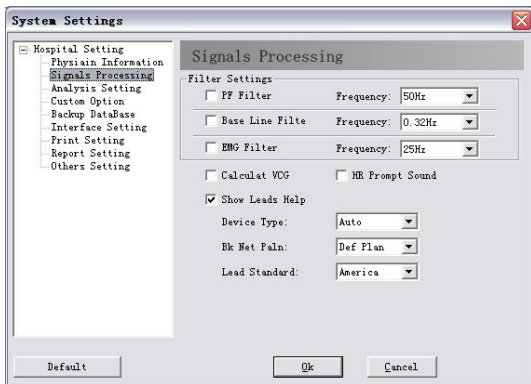 System Settings
Hospital Setting
Physiain Information
Signals Processing
Analysis Setting
Custom Option
Backup DataBase
Interface Setting
Print Setting
Report Setting
Others Setting
Signals Processing
Filter Settings
PF Filter Frequency: 50Hz
Base Line Filte Frequency: 0.32Hz
EMG Filter Frequency: 25Hz
Calculat VCG HR Prompt Sound
Show Leads Help
Device Type: Auto
Bk Net Paln: Def Plan
Lead Standard: America
Default Ok Cancel